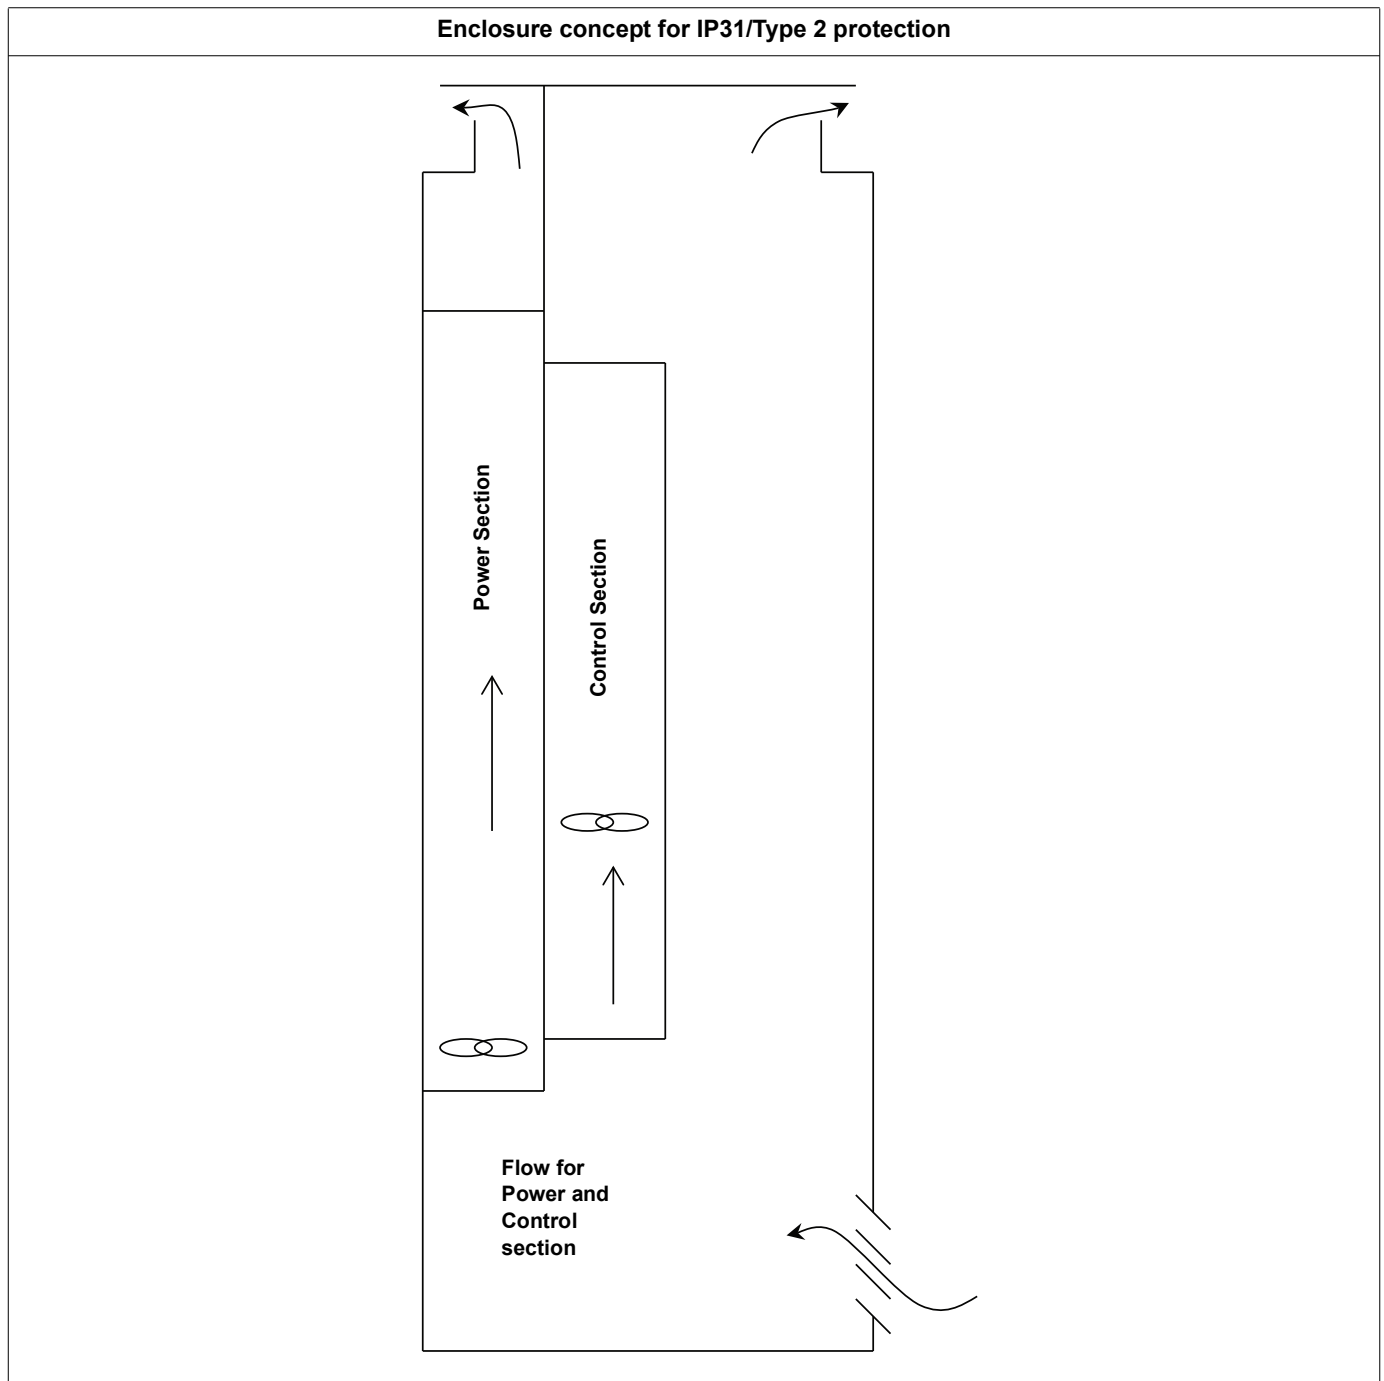 Enclosure concept for IP31/Type 2 protection
Power Section
Control Section
Flow for
Power and
Control
section